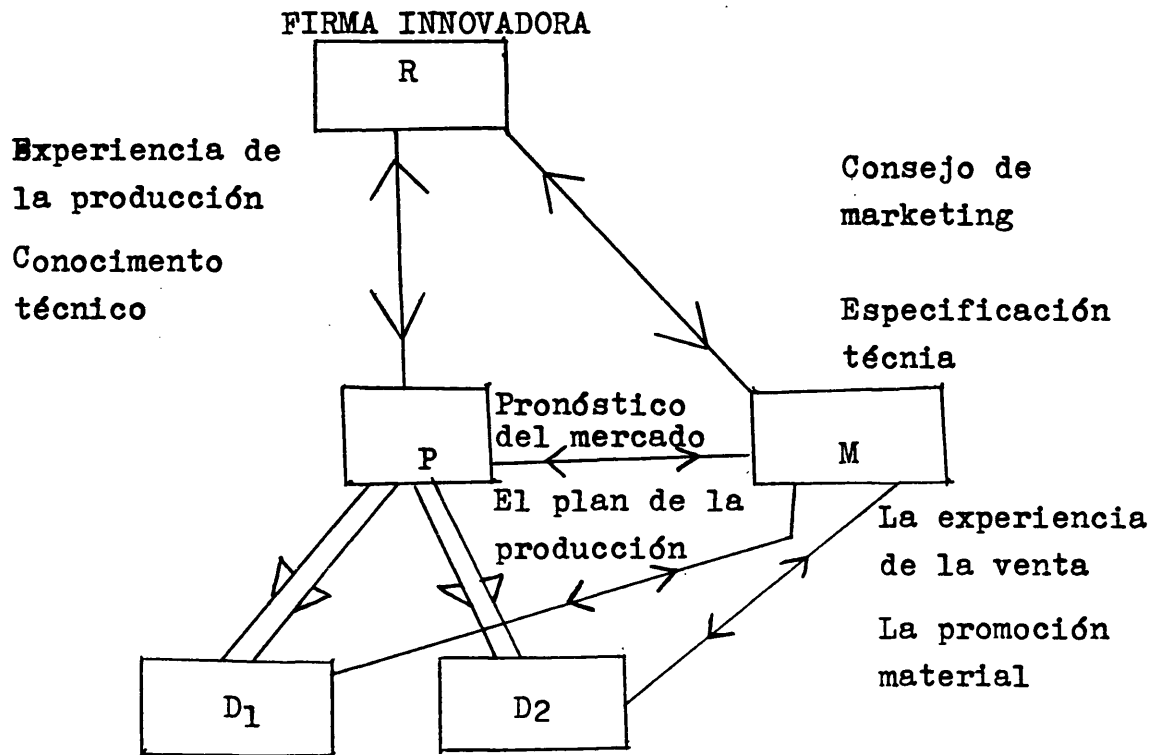 FIRMA INNOVADORA
R
Experiencia de
la producción
Conocimento
técnico
Consejo de
marketing
Especificación
técnia
Pronóstico
del mercado
P
M
El plan de la
producción
La experiencia
de la venta
La promoción
material
D1
D2